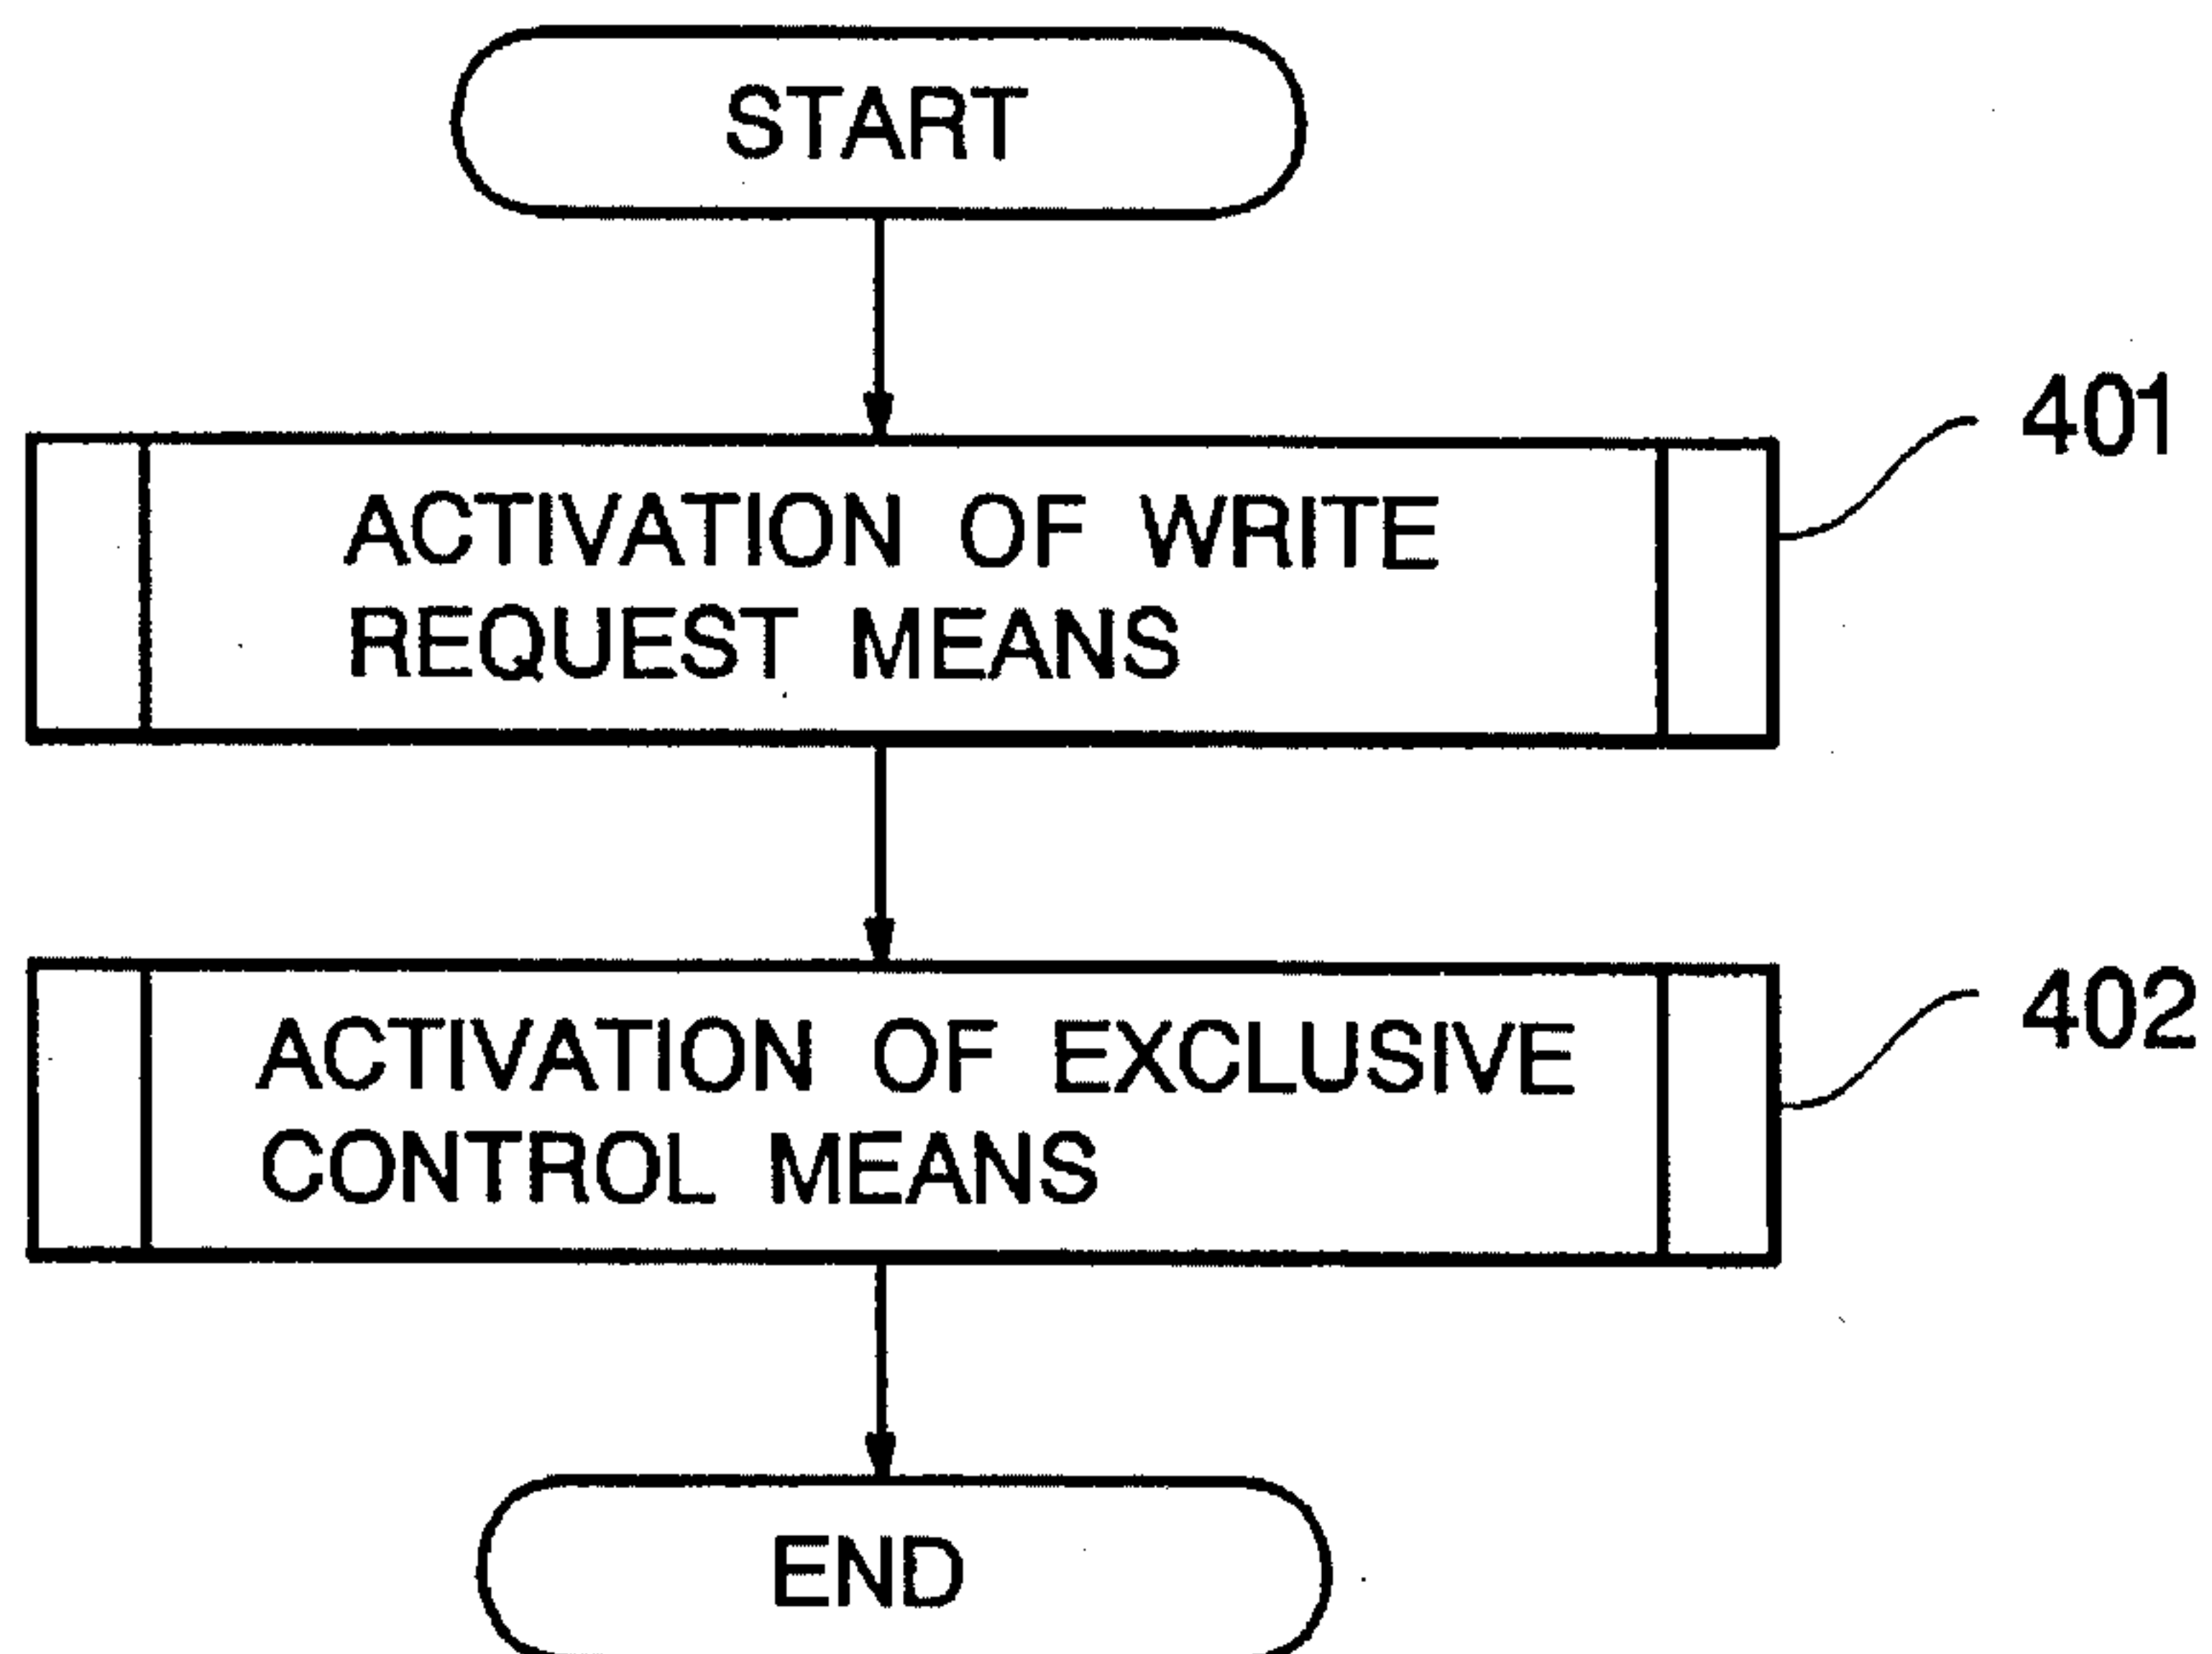 START
401
ACTIVATION OF WRITE
REQUEST MEANS
402
ACTIVATION OF EXCLUSIVE
CONTROL MEANS
END